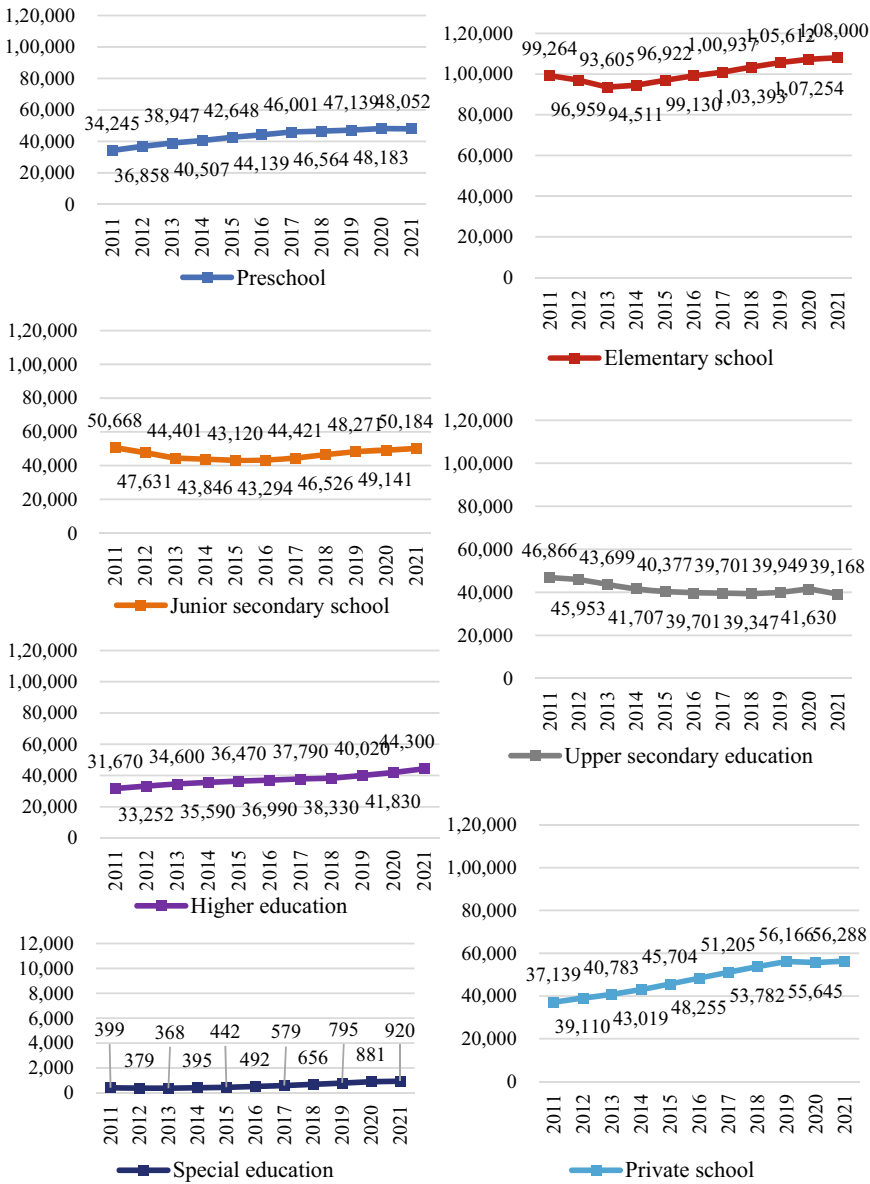 1,20,000
1,00,000
80,000
60,000
40,000
20,000
0
34,245 38,947 42,648 46,001 47,139 48,052
36,858 40,507 44,139 46,564 48,183
2011 2012 2013 2014 2015 2016 2017 2018 2019 2020 2021
Preschool
1,20,000
1,00,000
80,000
60,000
40,000
20,000
0
99,264 93,605 96,922 1,00,937 1,05,612 1,08,000
96,959 94,511 99,130 1,03,393 1,07,254
2011 2012 2013 2014 2015 2016 2017 2018 2019 2020 2021
Elementary school
1,20,000
1,00,000
80,000
60,000
40,000
20,000
0
50,668 44,401 43,120 44,421 48,271 50,184
47,631 43,846 43,294 46,526 49,141
2011 2012 2013 2014 2015 2016 2017 2018 2019 2020 2021
Junior secondary school
1,20,000
1,00,000
80,000
60,000
40,000
20,000
0
46,866 43,699 40,377 39,701 39,949 39,168
45,953 41,707 39,701 39,347 41,630
2011 2012 2013 2014 2015 2016 2017 2018 2019 2020 2021
Upper secondary education
1,20,000
1,00,000
80,000
60,000
40,000
20,000
0
31,670 34,600 36,470 37,790 40,020 44,300
33,252 35,590 36,990 38,330 41,830
2011 2012 2013 2014 2015 2016 2017 2018 2019 2020 2021
Higher education
1,20,000
1,00,000
80,000
60,000
40,000
20,000
0
37,139 40,783 45,704 51,205 56,166 56,288
39,110 43,019 48,255 53,782 55,645
2011 2012 2013 2014 2015 2016 2017 2018 2019 2020 2021
Private school
12,000
10,000
8,000
6,000
4,000
2,000
0
399 368 442 579 795 920
379 395 492 656 881
2011 2012 2013 2014 2015 2016 2017 2018 2019 2020 2021
Special education